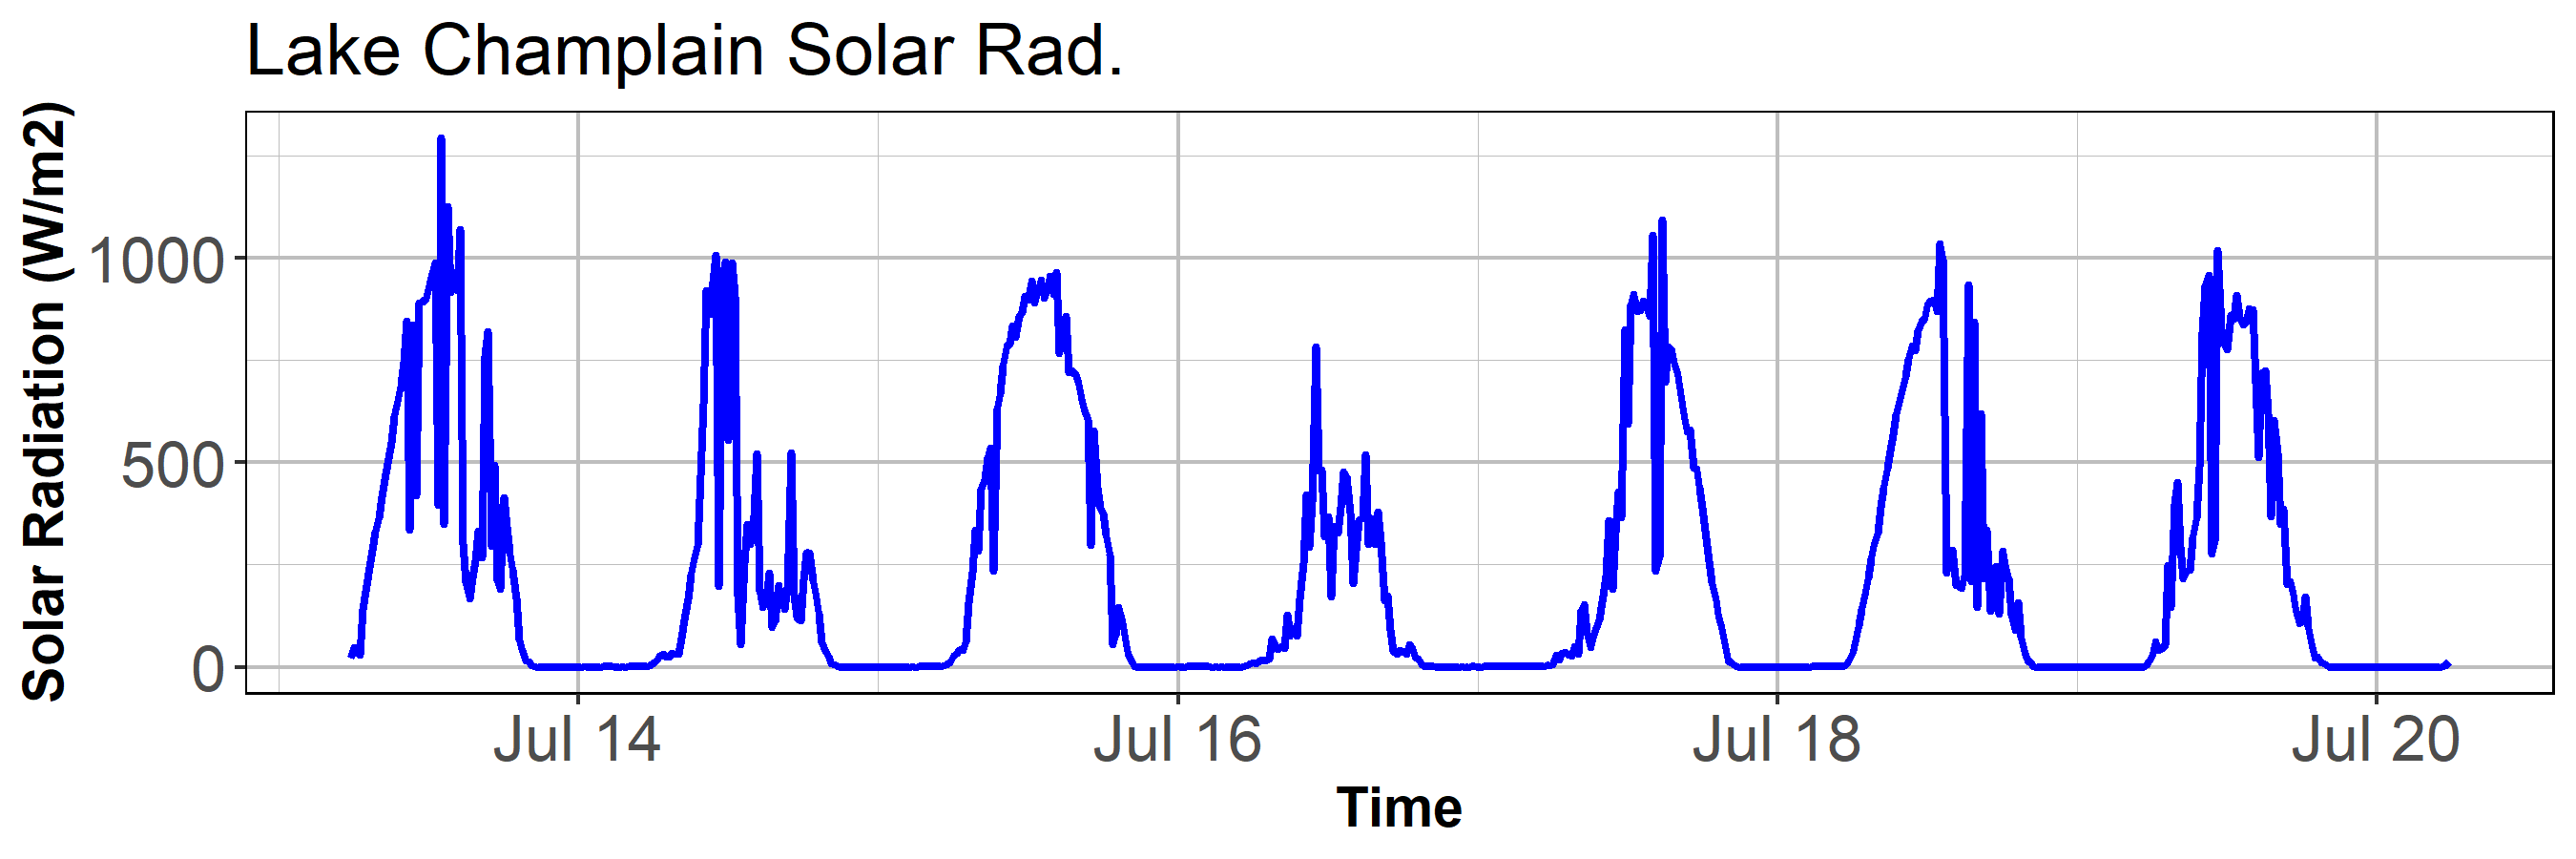 Lake Champlain Solar Rad.
Solar Radiation (W/m2)
1000
500
0
Jul 14 Jul 16 Jul 18 Jul 20
Time